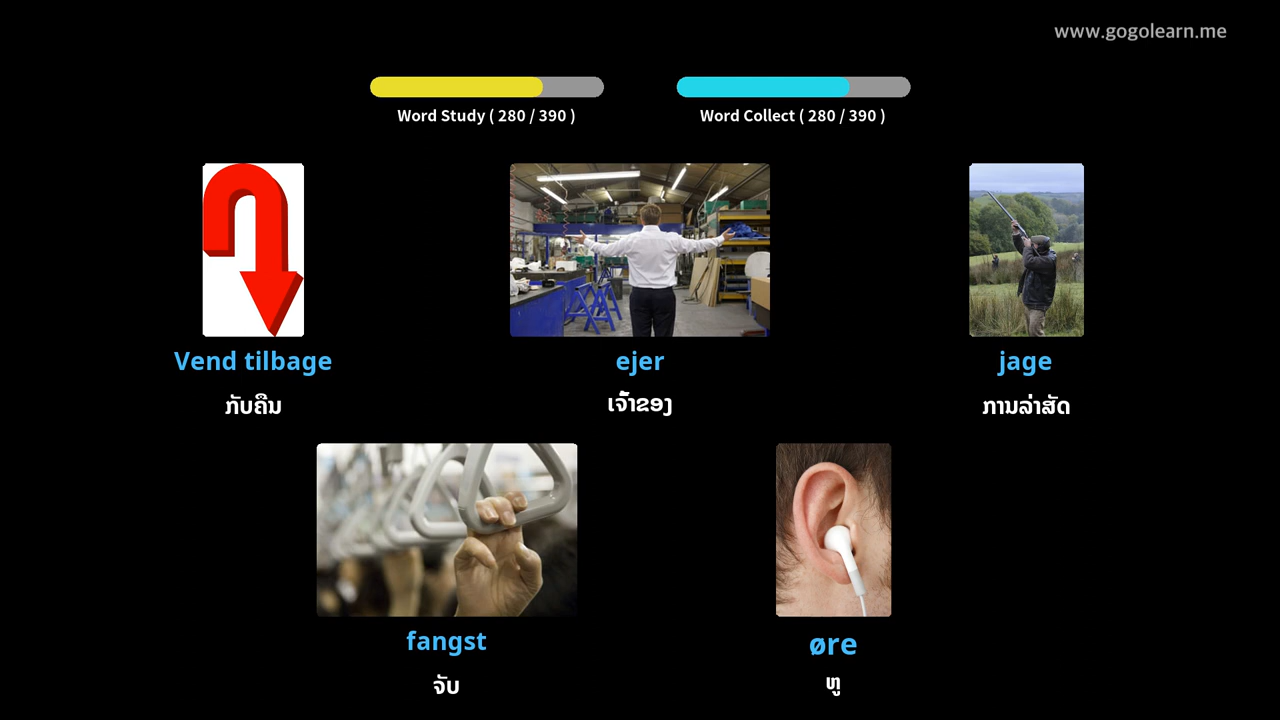 www.gogolearn.me
Word Study ( 280 / 390 )
Word Collect ( 280 / 390 )
Vend tilbage
ກັບຄືນ
ejer
ເຈົ້າຂອງ
jage
ການລ່າສັດ
fangst
ຈັບ
øre
ຫູ